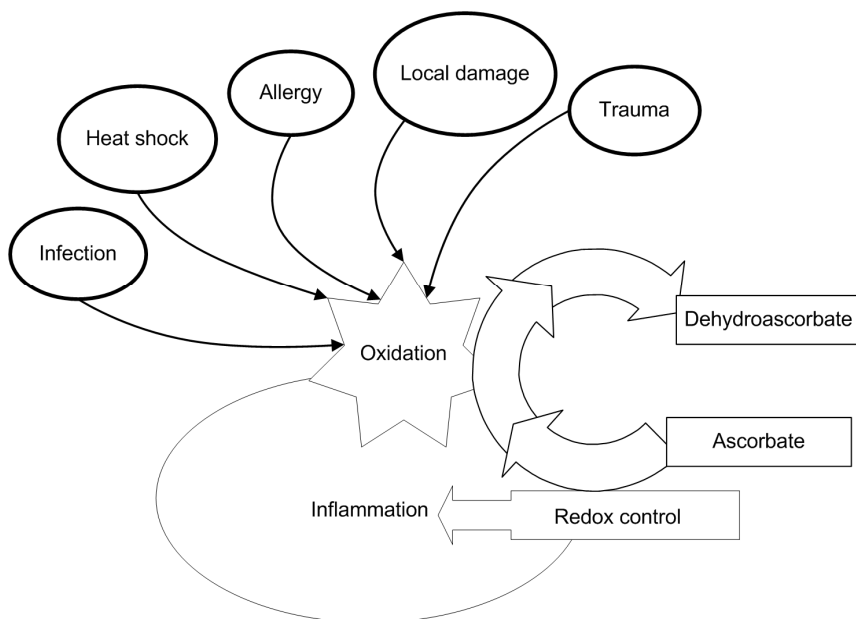 Local damage
Allergy
Trauma
Heat shock
Infection
Dehydroascorbate
Oxidation
Ascorbate
Inflammation
Redox control